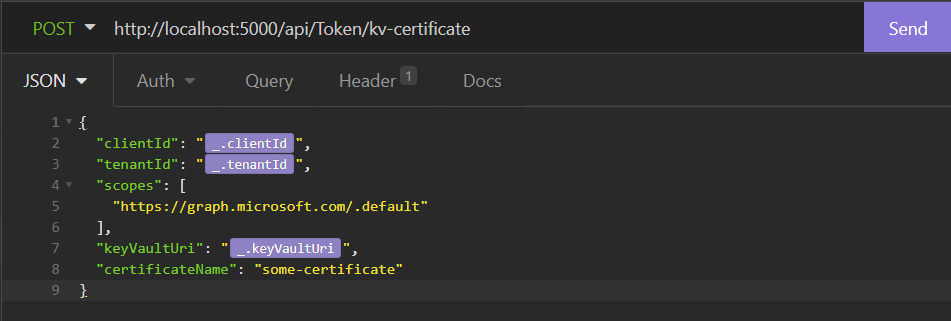 POST http://localhost:5000/api/Token/kv-certificate Send
JSON Auth Query Header 1 Docs
1 {
2 "clientId": "_.clientId",
3 "tenantId": "_.tenantId",
4 "scopes": [
5 "https://graph.microsoft.com/.default"
6 ],
7 "keyVaultUri": "_.keyVaultUri",
8 "certificateName": "some-certificate"
9 }